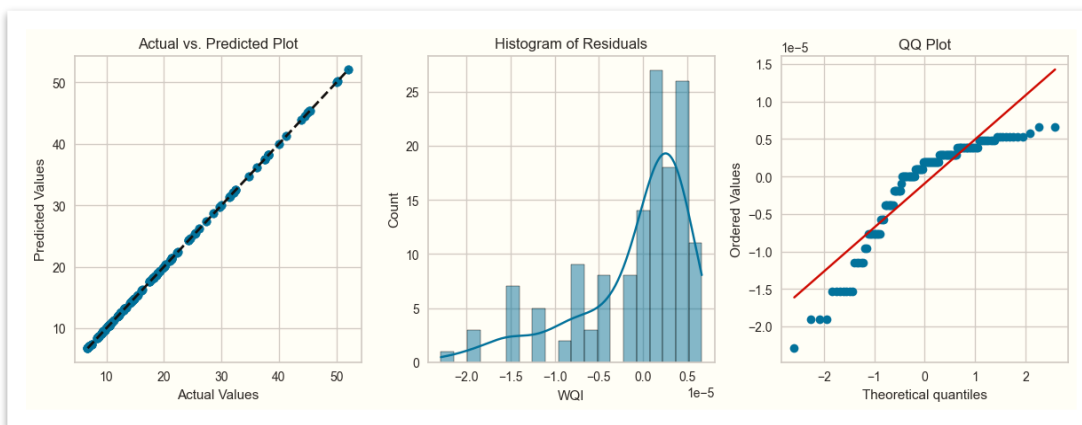 Actual vs. Predicted Plot
50
40
30
20
10
10 20 30 40 50
Predicted Values
Actual Values
Histogram of Residuals
25
20
15
10
5
0
−2.0 −1.5 −1.0 −0.5 0.0 0.5
1e−5
Count
WQI
QQ Plot
1e−5
1.5
1.0
0.5
0.0
−0.5
−1.0
−1.5
−2.0
−2 −1 0 1 2
Ordered Values
Theoretical quantiles